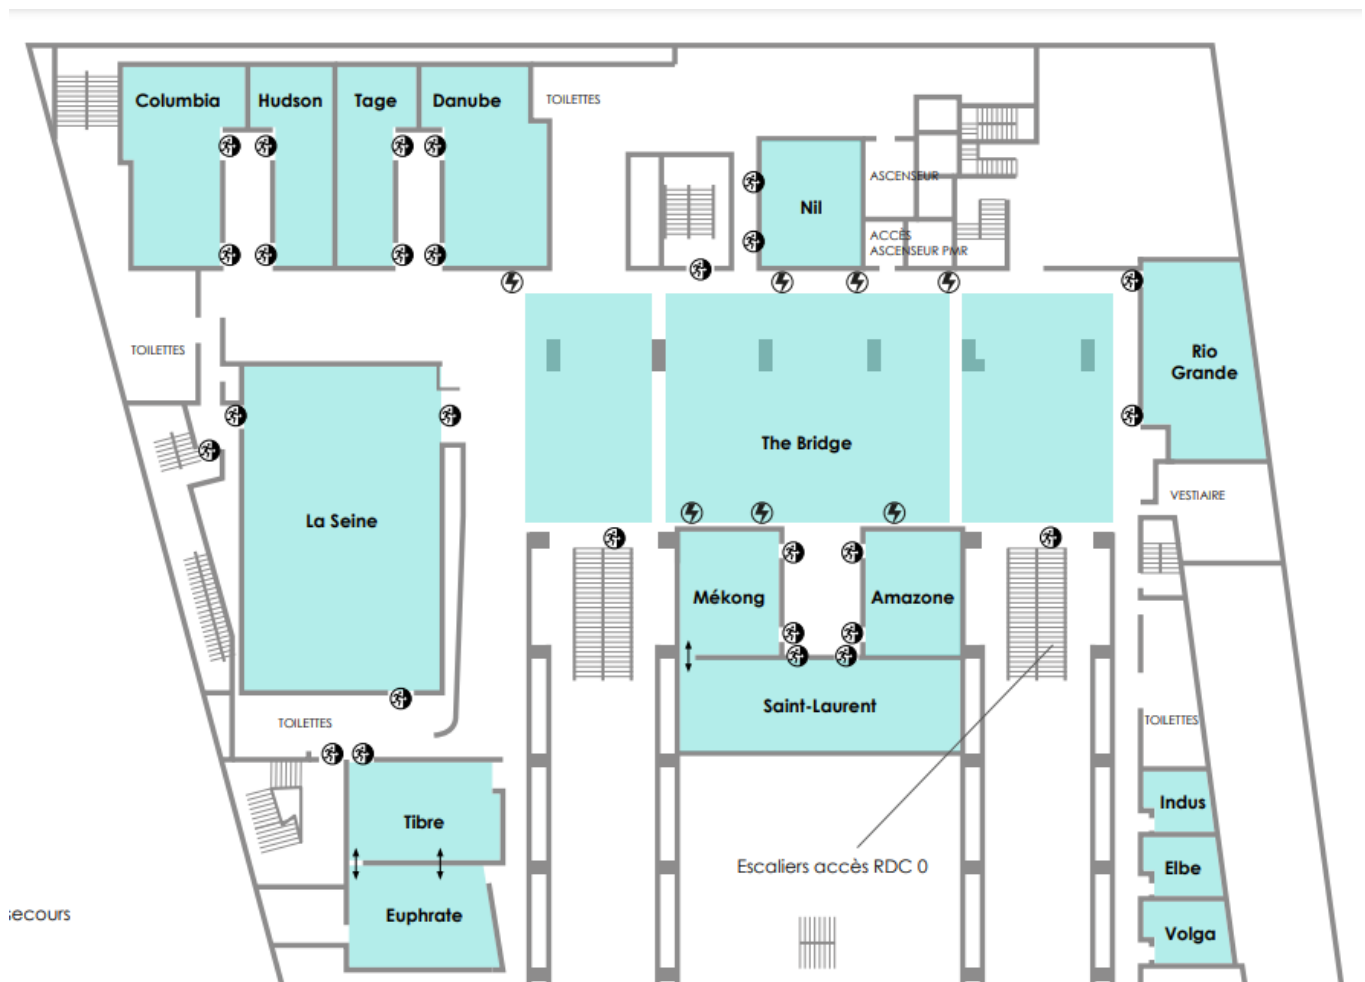 Columbia
Hudson
Tage
Danube
TOILETTES
Nil
ASCENSEUR
ACCÈS
ASCENSEUR PMR
TOILETTES
Rio
Grande
The Bridge
VESTIAIRE
La Seine
Mékong
Amazone
Saint-Laurent
TOILETTES
TOILETTES
Indus
Tibre
Escaliers accès RDC 0
Elbe
secours
Euphrate
Volga